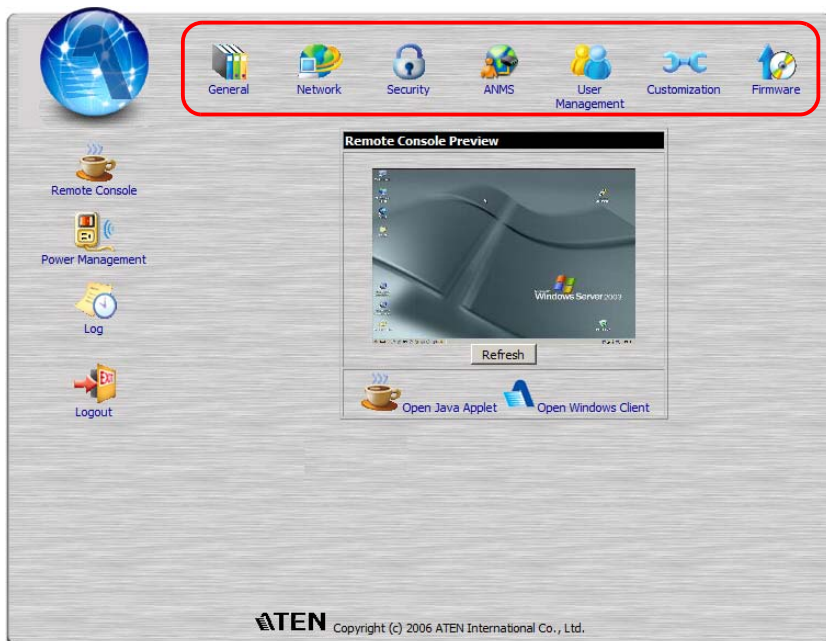 General
Network
Security
ANMS
User
Management
Customization
Firmware
Remote Console
Power Management
Log
EXIT
Logout
Remote Console Preview
Windows Server 2003
Refresh
Open Java Applet
Open Windows Client
ATEN Copyright (c) 2006 ATEN International Co., Ltd.